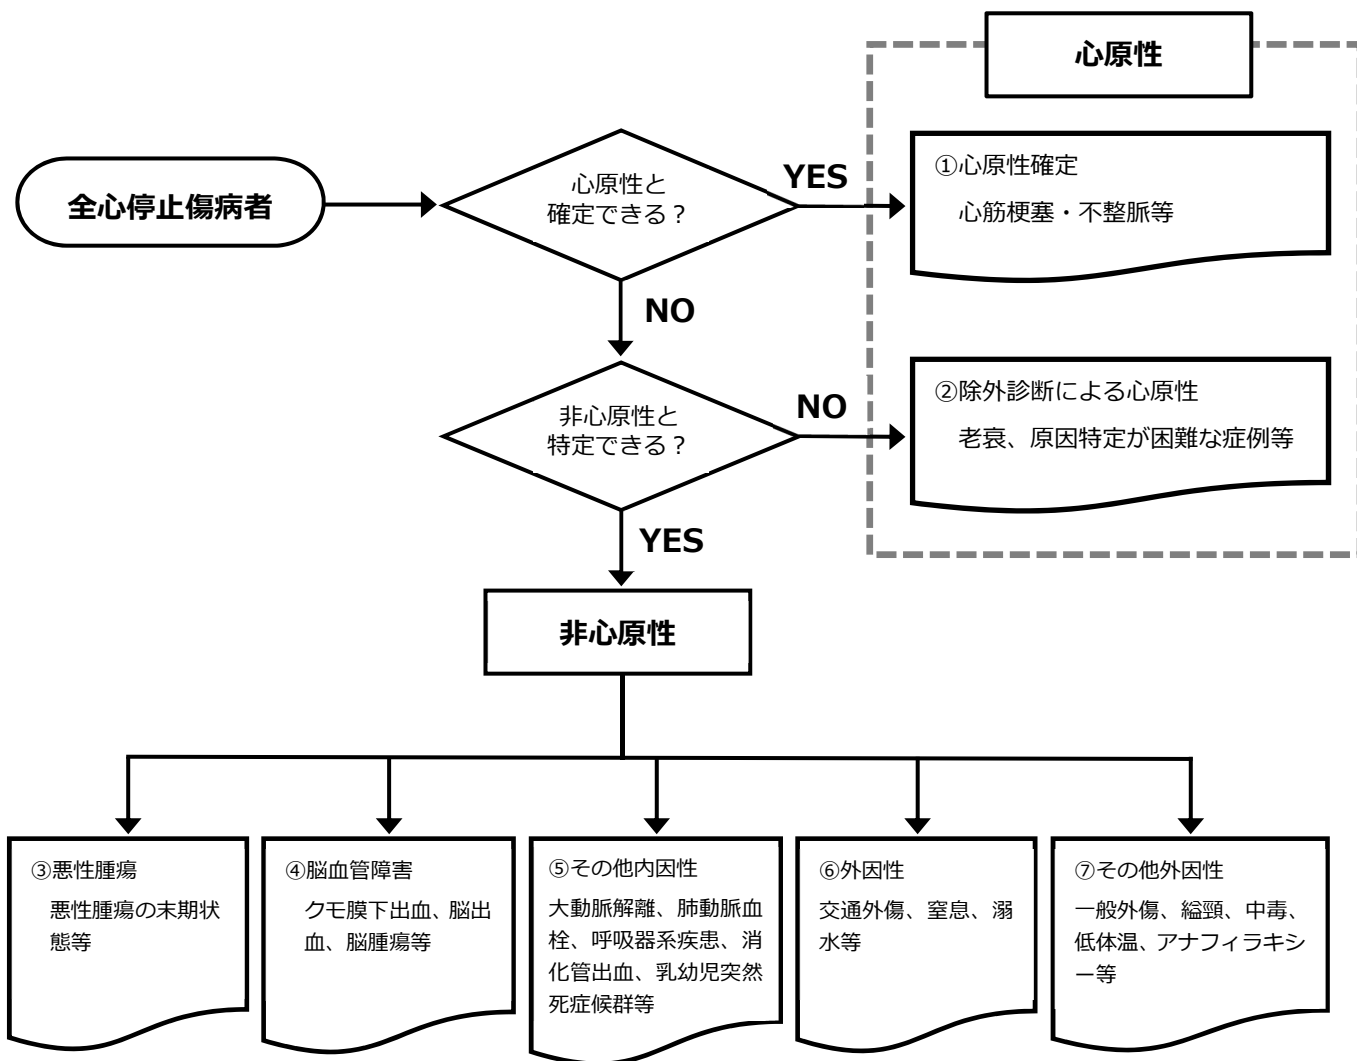 心原性
全心停止傷病者
心原性と
確定できる?
YES
①心原性確定
心筋梗塞・不整脈等
NO
非心原性と
特定できる?
NO
②除外診断による心原性
老衰、原因特定が困難な症例等
YES
非心原性
③悪性腫瘍
悪性腫瘍の末期状
態等
④脳血管障害
クモ膜下出血、脳出
血、脳腫瘍等
⑤その他内因性
大動脈解離、肺動脈血
栓、呼吸器系疾患、消
化管出血、乳幼児突然
死症候群等
⑥外因性
交通外傷、窒息、溺
水等
⑦その他外因性
一般外傷、縊頸、中毒、
低体温、アナフィラキシ
ー等